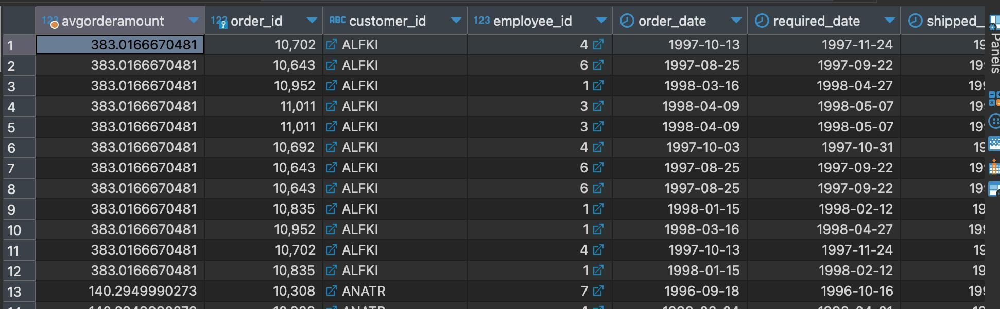 123 avgorderamount 123 order_id ABC customer_id 123 employee_id order_date required_date shipped_
1 383.0166670481 10,702 ALFKI 4 1997-10-13 1997-11-24 19
2 383.0166670481 10,643 ALFKI 6 1997-08-25 1997-09-22 19
3 383.0166670481 10,952 ALFKI 1 1998-03-16 1998-04-27 199
4 383.0166670481 11,011 ALFKI 3 1998-04-09 1998-05-07 19
5 383.0166670481 11,011 ALFKI 3 1998-04-09 1998-05-07 19
6 383.0166670481 10,692 ALFKI 4 1997-10-03 1997-10-31 19
7 383.0166670481 10,643 ALFKI 6 1997-08-25 1997-09-22 19
8 383.0166670481 10,643 ALFKI 6 1997-08-25 1997-09-22 19
9 383.0166670481 10,835 ALFKI 1 1998-01-15 1998-02-12 19
10 383.0166670481 10,952 ALFKI 1 1998-03-16 1998-04-27 199
11 383.0166670481 10,702 ALFKI 4 1997-10-13 1997-11-24 19
12 383.0166670481 10,835 ALFKI 1 1998-01-15 1998-02-12 19
13 140.2949990273 10,308 ANATR 7 1996-09-18 1996-10-16 199
Panels